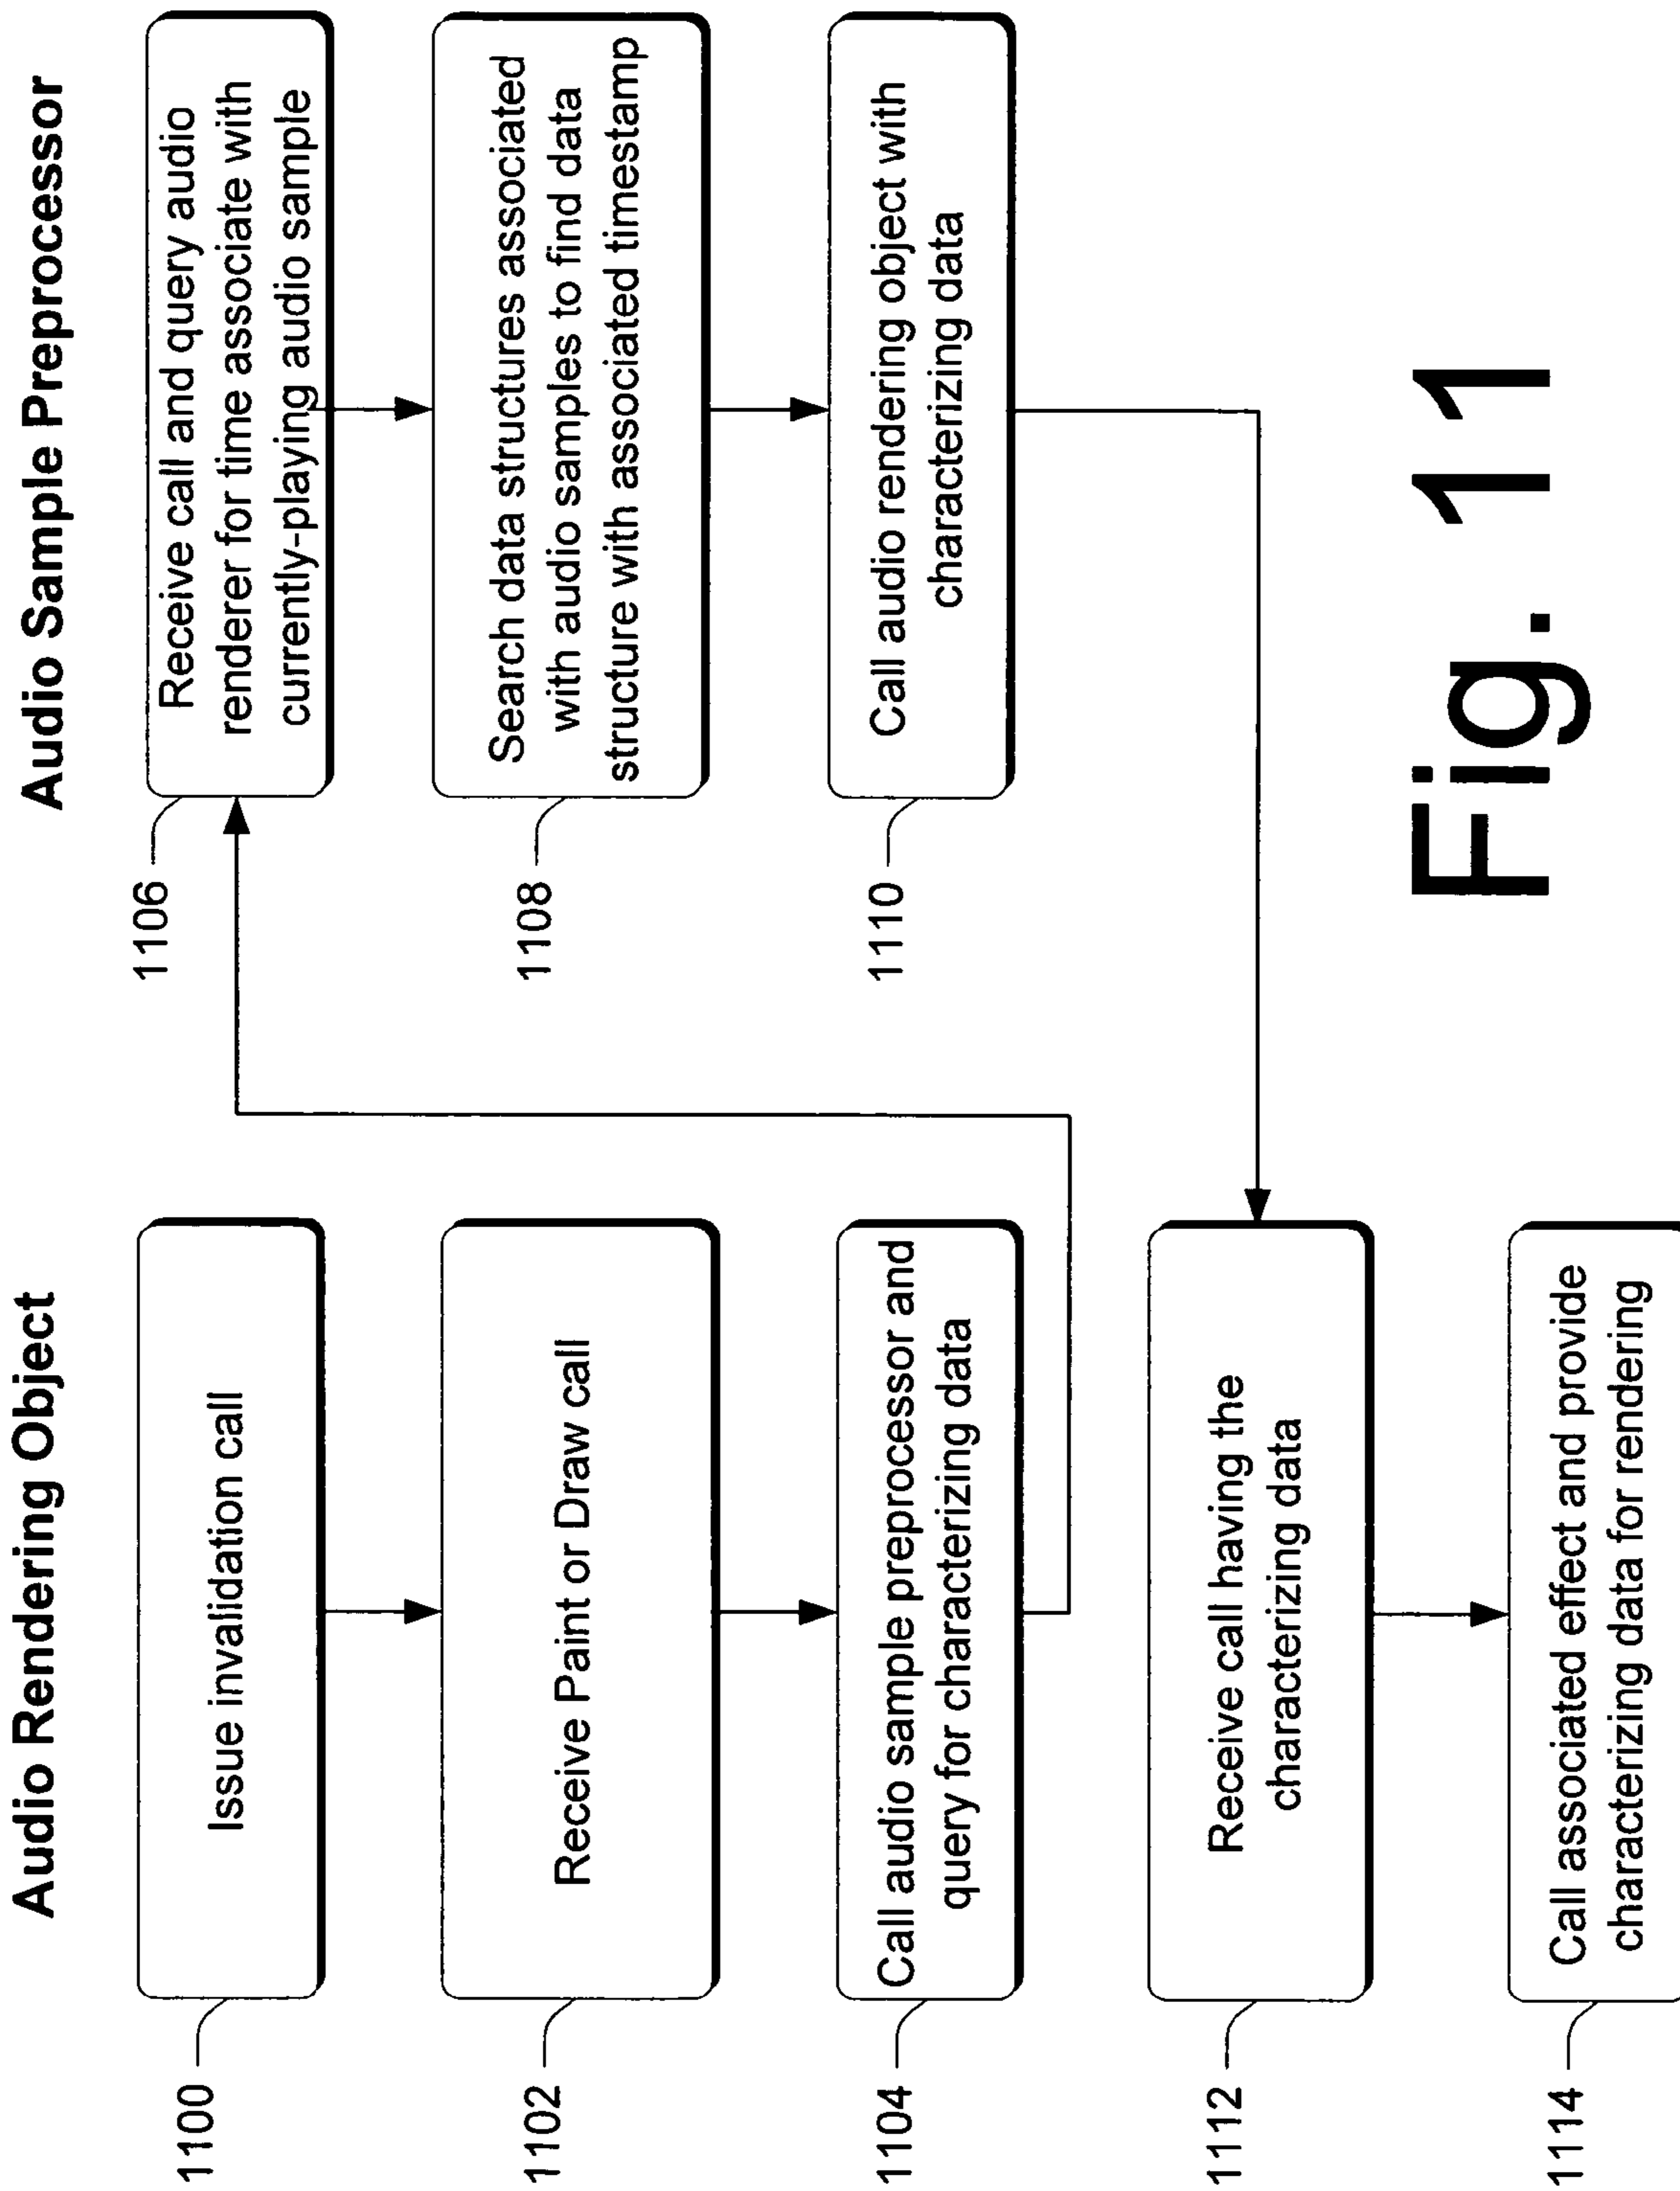 Audio Rendering Object
1100
Issue invalidation call
1102
Receive Paint or Draw call
1104
Call audio sample preprocessor and
query for characterizing data
1112
Receive call having the
characterizing data
1114
Call associated effect and provide
characterizing data for rendering
Audio Sample Preprocessor
1106
Receive call and query audio
renderer for time associate with
currently-playing audio sample
1108
Search data structures associated
with audio samples to find data
structure with associated timestamp
1110
Call audio rendering object with
characterizing data
Fig. 11